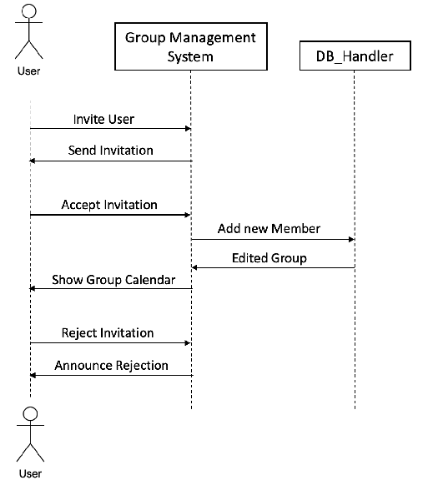 Group Management
System
DB_Handler
User
Invite User
Send Invitation
Accept Invitation
Add new Member
Edited Group
Show Group Calendar
Reject Invitation
Announce Rejection
User